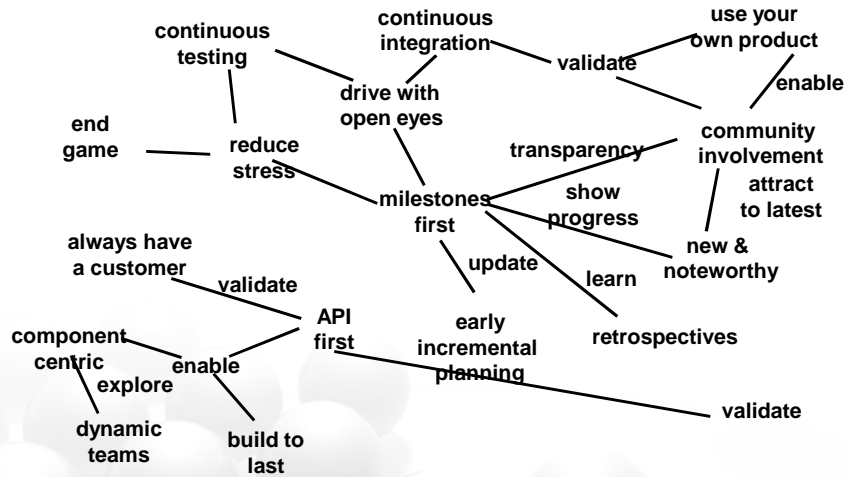 continuous
testing
continuous
integration
use your
own product
validate
enable
drive with
open eyes
end
game
reduce
stress
community
involvement
transparency
attract
to latest
show
progress
milestones
first
new &
noteworthy
always have
a customer
update
learn
validate
API
first
early
incremental
planning
retrospectives
component
centric
enable
explore
validate
dynamic
teams
build to
last